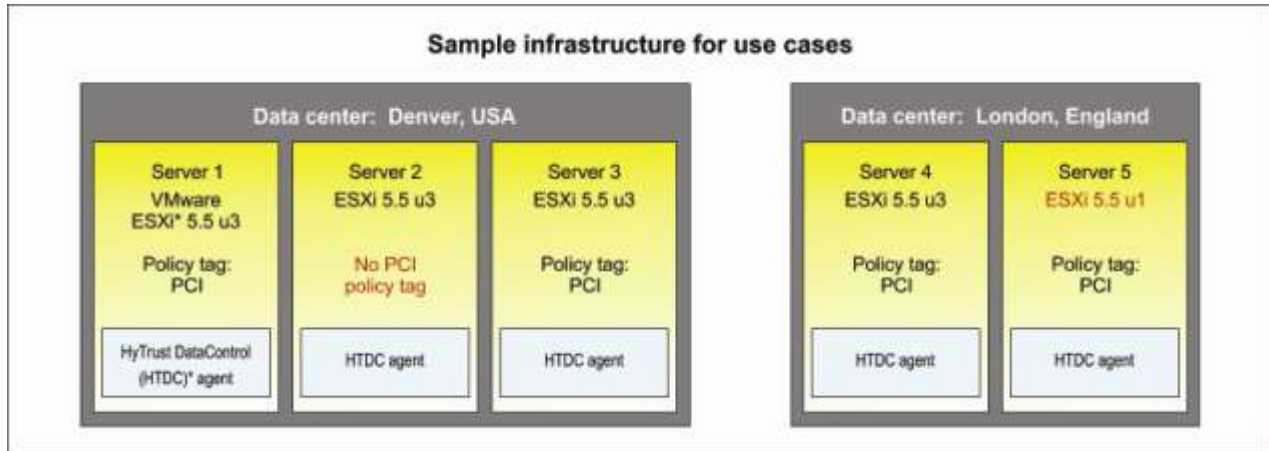 Sample infrastructure for use cases
Data center: Denver, USA
Server 1
VMware
ESXi* 5.5 u3
Policy tag:
PCI
HyTrust DataControl
(HTDC)* agent
Server 2
ESXi 5.5 u3
No PCI
policy tag
HTDC agent
Server 3
ESXi 5.5 u3
Policy tag:
PCI
HTDC agent
Data center: London, England
Server 4
ESXi 5.5 u3
Policy tag:
PCI
HTDC agent
Server 5
ESXi 5.5 u1
Policy tag:
PCI
HTDC agent